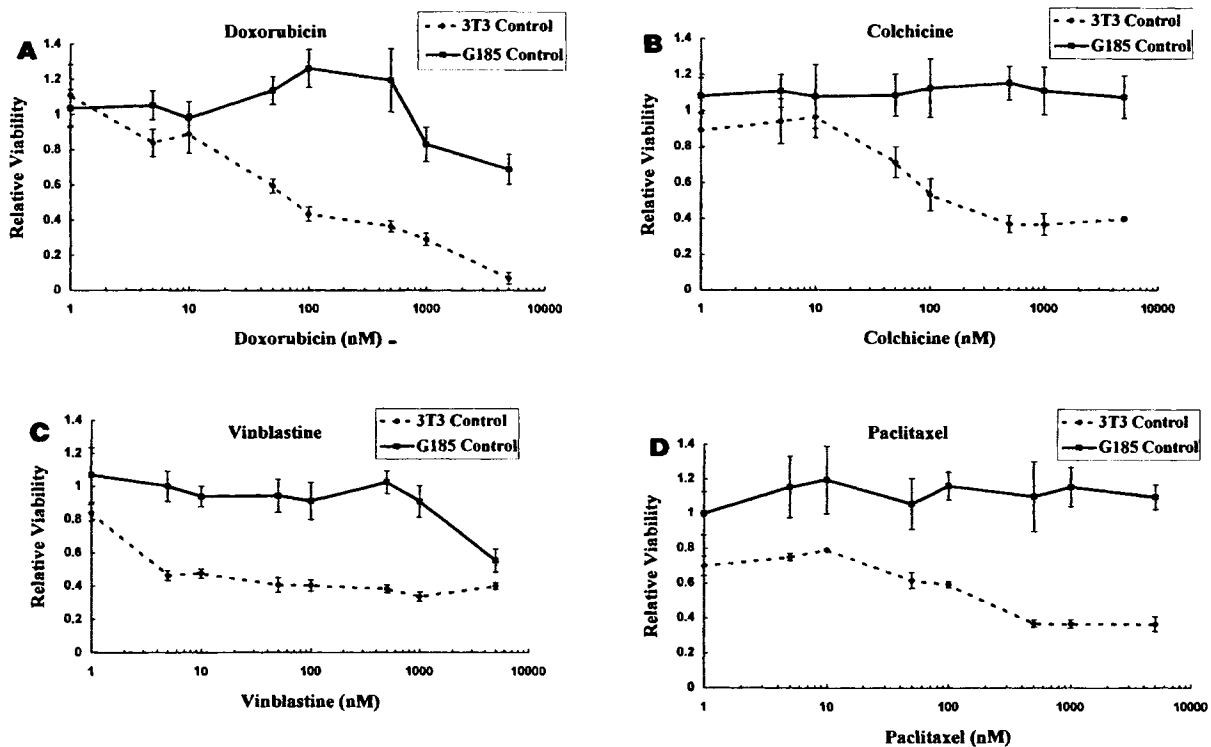 A
Doxorubicin
3T3 Control
G185 Control
Relative Viability
1.4
1.2
1
0.8
0.6
0.4
0.2
0
1
10
100
1000
10000
Doxorubicin (nM)
B
Colchicine
3T3 Control
G185 Control
Relative Viability
1.4
1.2
1
0.8
0.6
0.4
0.2
0
1
10
100
1000
10000
Colchicine (nM)
C
Vinblastine
3T3 Control
G185 Control
Relative Viability
1.4
1.2
1
0.8
0.6
0.4
0.2
0
1
10
100
1000
10000
Vinblastine (nM)
D
Paclitaxel
3T3 Control
G185 Control
Relative Viability
1.4
1.2
1
0.8
0.6
0.4
0.2
0
1
10
100
1000
10000
Paclitaxel (nM)